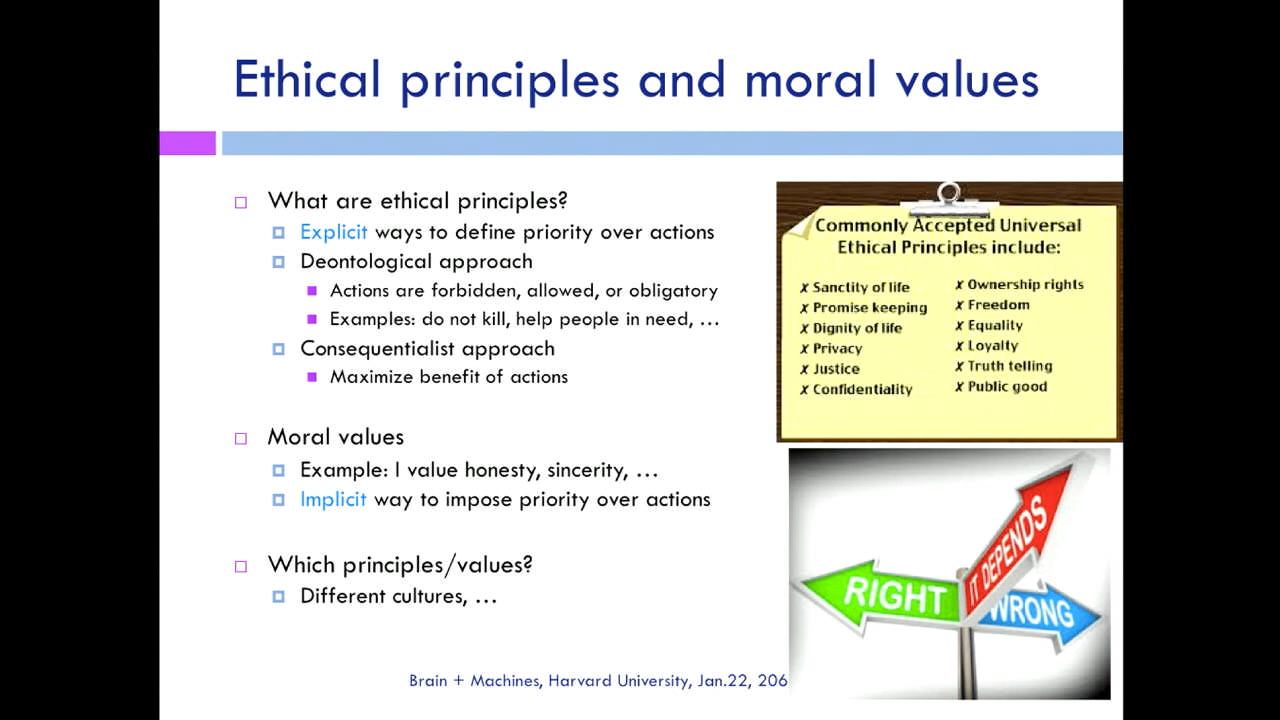 Ethical principles and moral values
What are ethical principles?
Explicit ways to define priority over actions
Deontological approach
Actions are forbidden, allowed, or obligatory
Examples: do not kill, help people in need, …
Consequentialist approach
Maximize benefit of actions
Moral values
Example: I value honesty, sincerity, …
Implicit way to impose priority over actions
Which principles/values?
Different cultures, …
Commonly Accepted Universal
Ethical Principles include:
✗ Sanctity of life
✗ Promise keeping
✗ Dignity of life
✗ Privacy
✗ Justice
✗ Confidentiality
✗ Ownership rights
✗ Freedom
✗ Equality
✗ Loyalty
✗ Truth telling
✗ Public good
IT DEPENDS
RIGHT
WRONG
Brain + Machines, Harvard University, Jan.22, 206